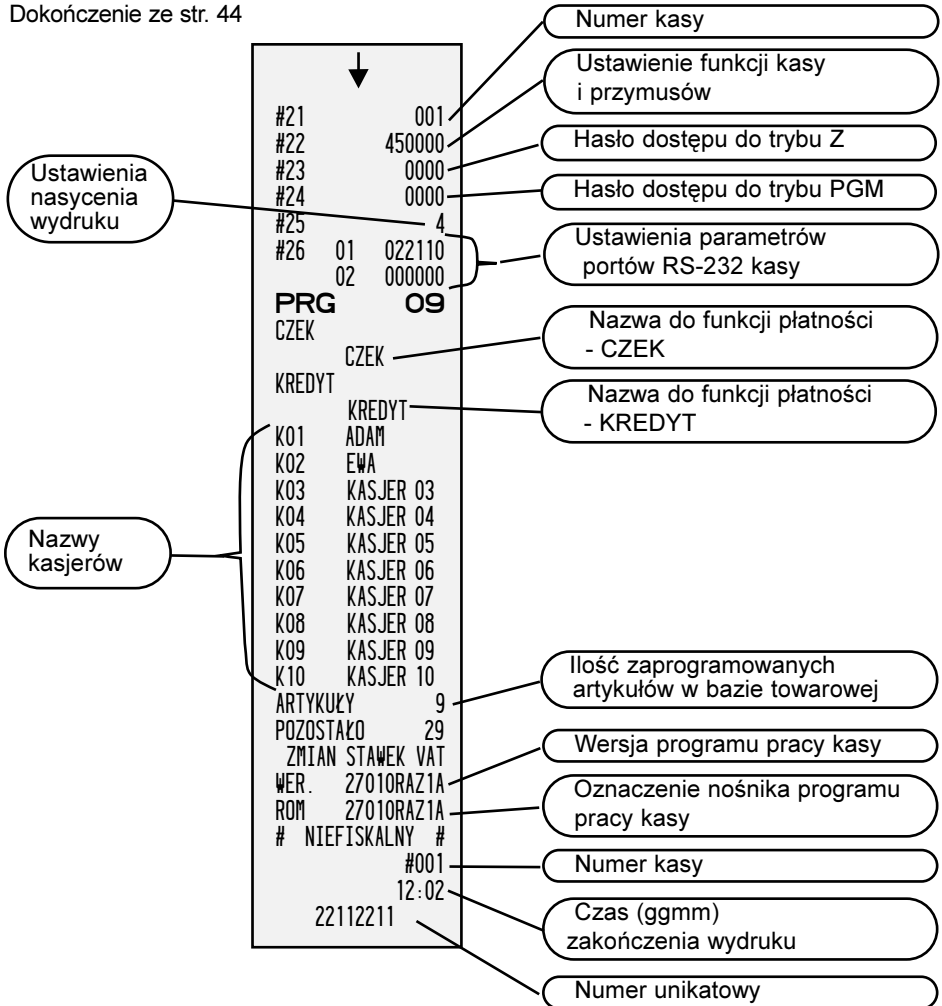 Dokończenie ze str. 44
#21 001
#22 450000
#23 0000
#24 0000
#25 4
#26 01 022110
02 000000
PRG 09
CZEK
CZEK
KREDYT
KREDYT
K01 ADAM
K02 EWA
K03 KASJER 03
K04 KASJER 04
K05 KASJER 05
K06 KASJER 06
K07 KASJER 07
K08 KASJER 08
K09 KASJER 09
K10 KASJER 10
ARTYKUŁY 9
POZOSTAŁO 29
ZMIAN STAWEK VAT
WER. 27010RAZ1A
ROM 27010RAZ1A
# NIEFISKALNY #
#001
12:02
22112211
Ustawienia
nasycenia
wydruku
Nazwy
kasjerów
Numer kasy
Ustawienie funkcji kasy
i przymusów
Hasło dostępu do trybu Z
Hasło dostępu do trybu PGM
Ustawienia parametrów
portów RS-232 kasy
Nazwa do funkcji płatności
- CZEK
Nazwa do funkcji płatności
- KREDYT
Ilość zaprogramowanych
artykułów w bazie towarowej
Wersja programu pracy kasy
Oznaczenie nośnika programu
pracy kasy
Numer kasy
Czas (ggmm)
zakończenia wydruku
Numer unikatowy